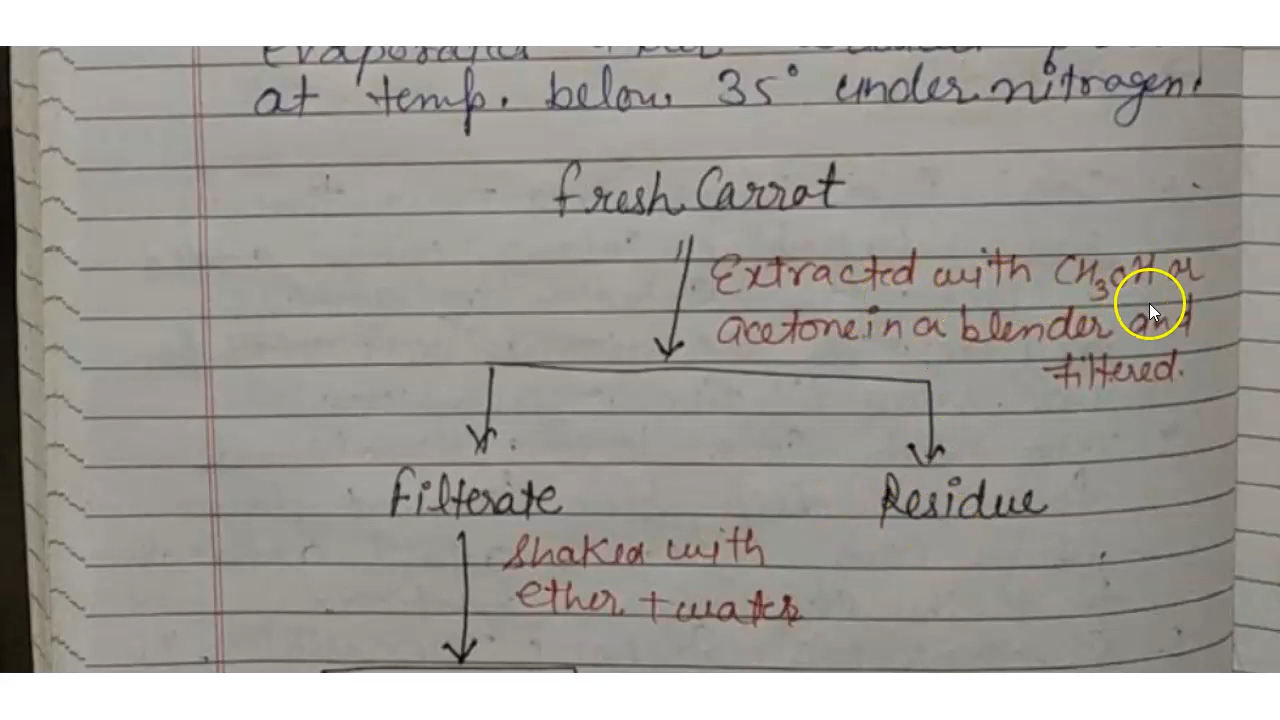 evaporated
at temp. below 35° under nitrogen.
fresh Carrot
Extracted with CH3OH or
acetone in a blender and
filtered.
Filterate
Residue
Shaked with
ether + water